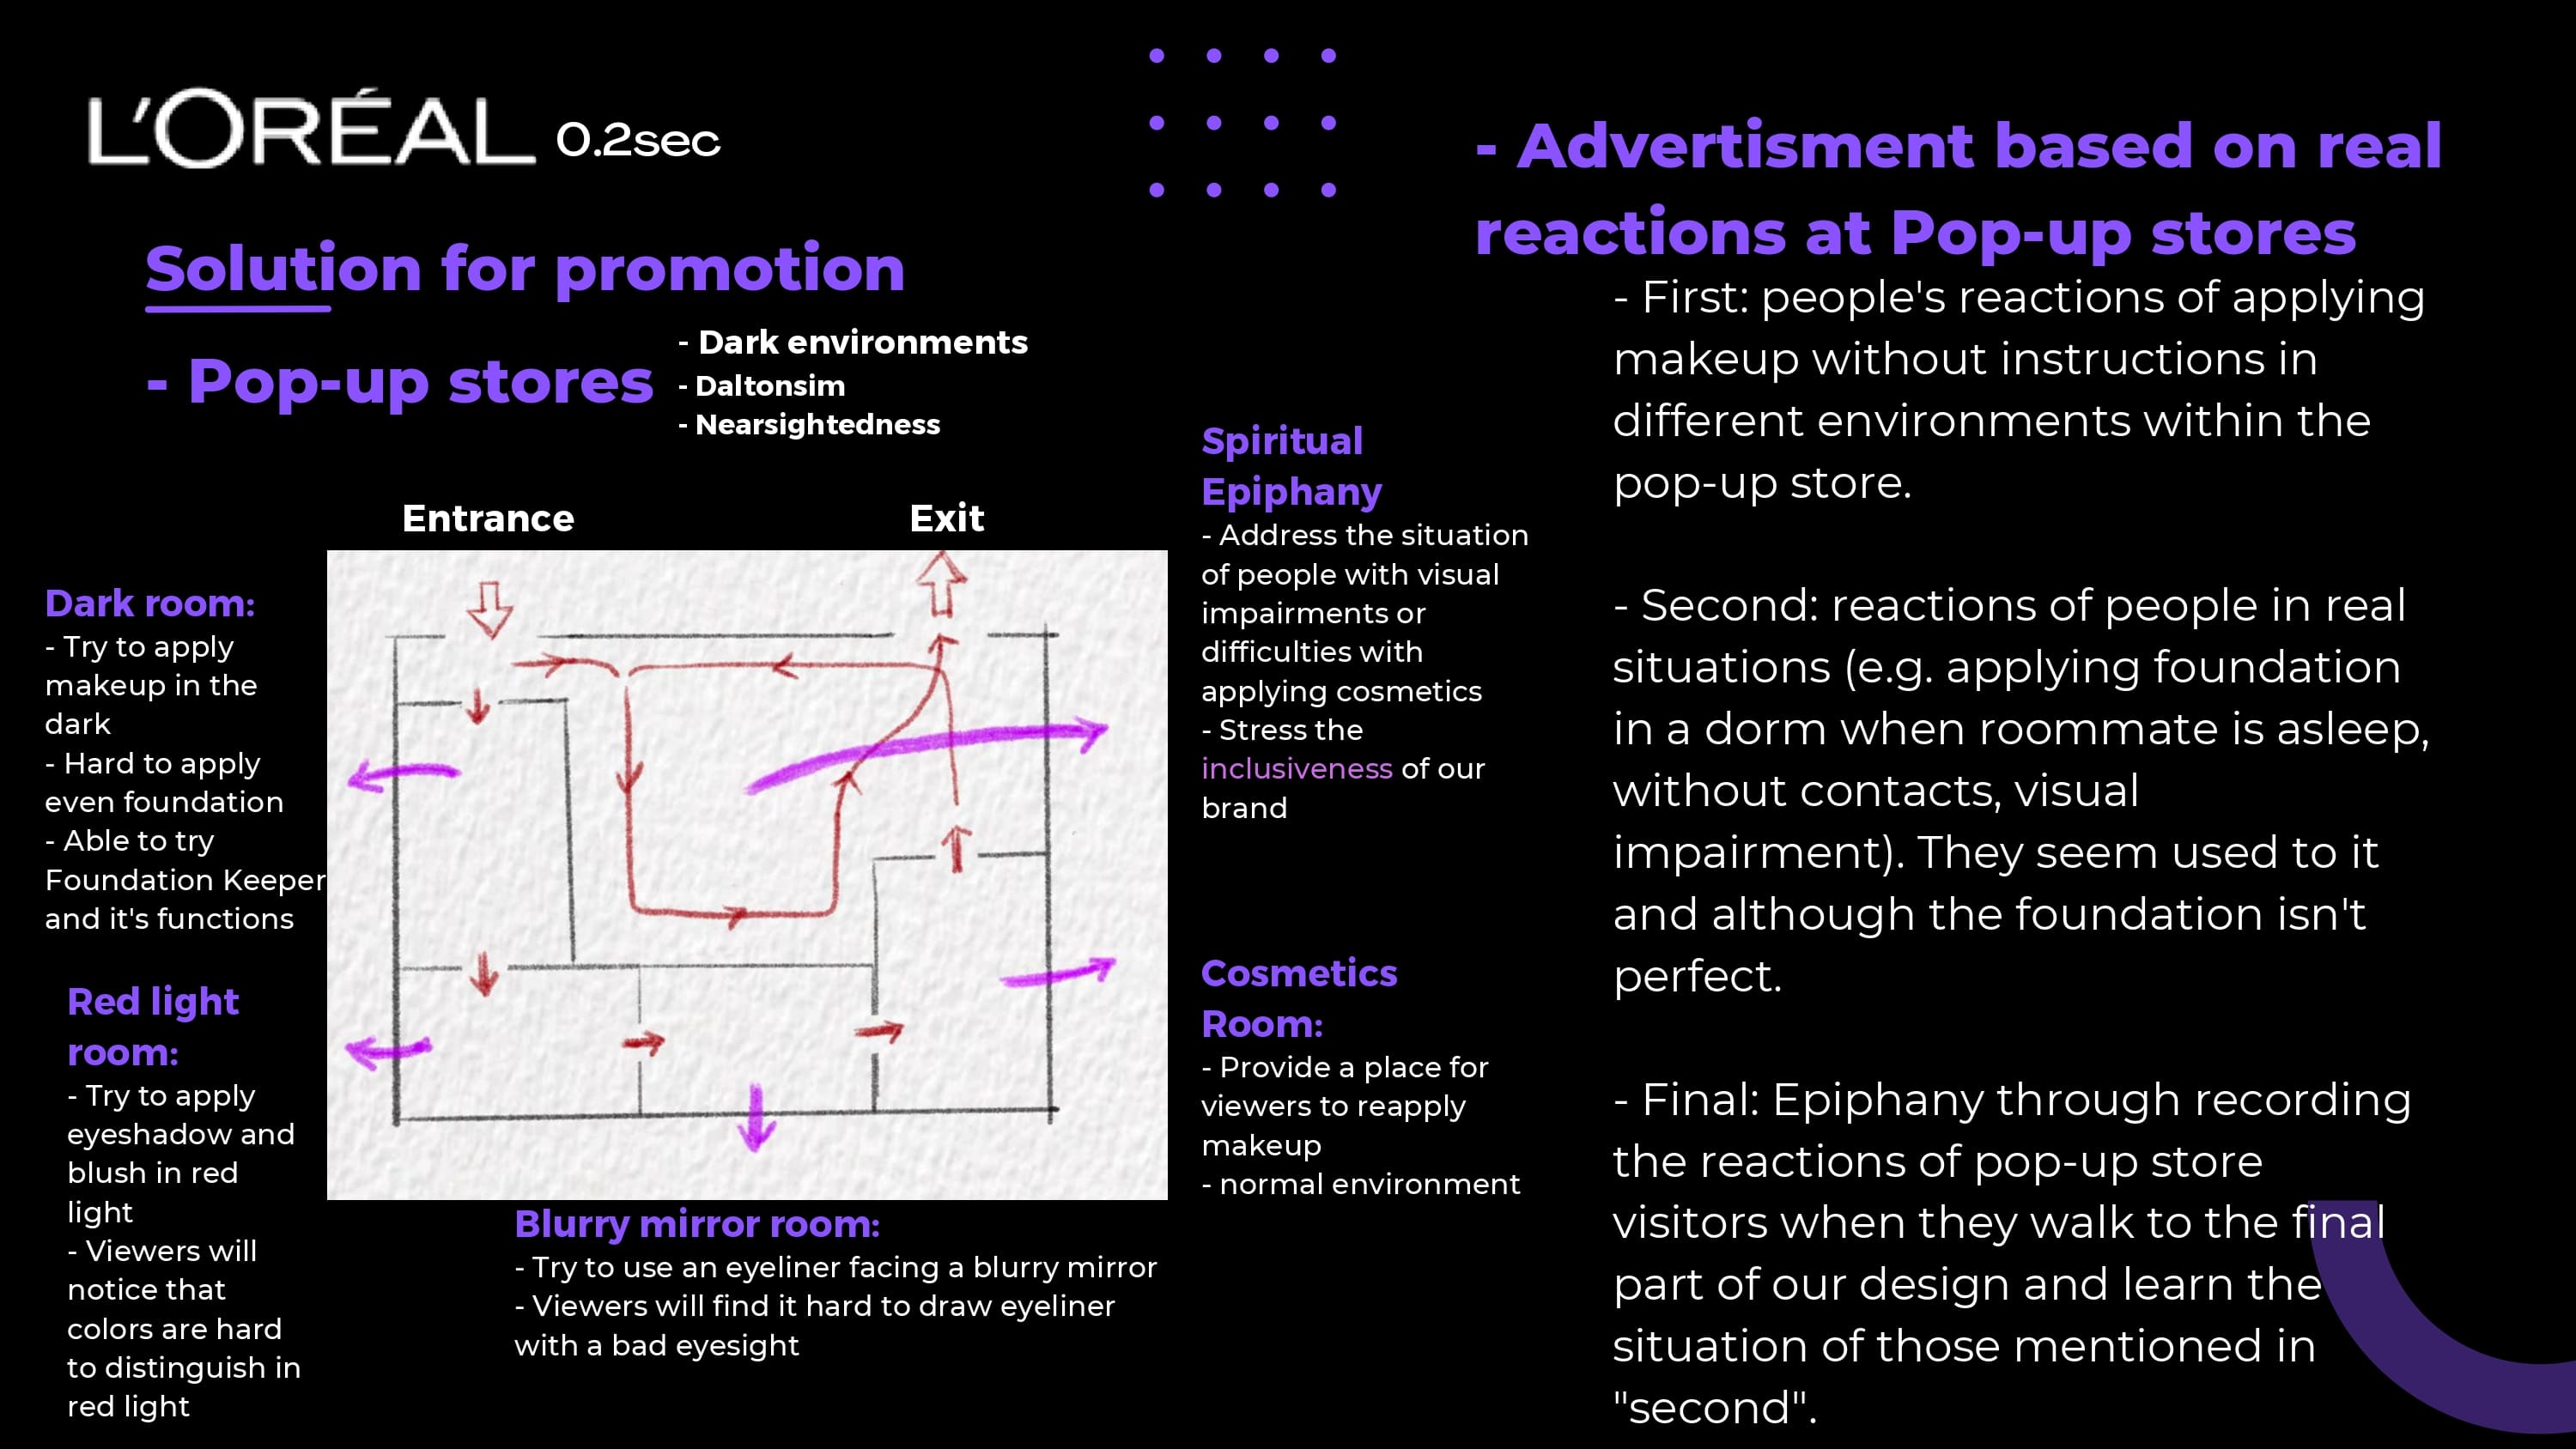 L'ORÉAL 0.2sec
Solution for promotion
- Pop-up stores
- Dark environments
- Daltonsim
- Nearsightedness
Entrance
Exit
Dark room:
- Try to apply
makeup in the
dark
- Hard to apply
even foundation
- Able to try
Foundation Keeper
and it's functions
Red light
room:
- Try to apply
eyeshadow and
blush in red
light
- Viewers will
notice that
colors are hard
to distinguish in
red light
Blurry mirror room:
- Try to use an eyeliner facing a blurry mirror
- Viewers will find it hard to draw eyeliner
with a bad eyesight
Spiritual
Epiphany
- Address the situation
of people with visual
impairments or
difficulties with
applying cosmetics
- Stress the
inclusiveness of our
brand
Cosmetics
Room:
- Provide a place for
viewers to reapply
makeup
- normal environment
- Advertisment based on real
reactions at Pop-up stores
- First: people's reactions of applying
makeup without instructions in
different environments within the
pop-up store.
- Second: reactions of people in real
situations (e.g. applying foundation
in a dorm when roommate is asleep,
without contacts, visual
impairment). They seem used to it
and although the foundation isn't
perfect.
- Final: Epiphany through recording
the reactions of pop-up store
visitors when they walk to the final
part of our design and learn the
situation of those mentioned in
"second".